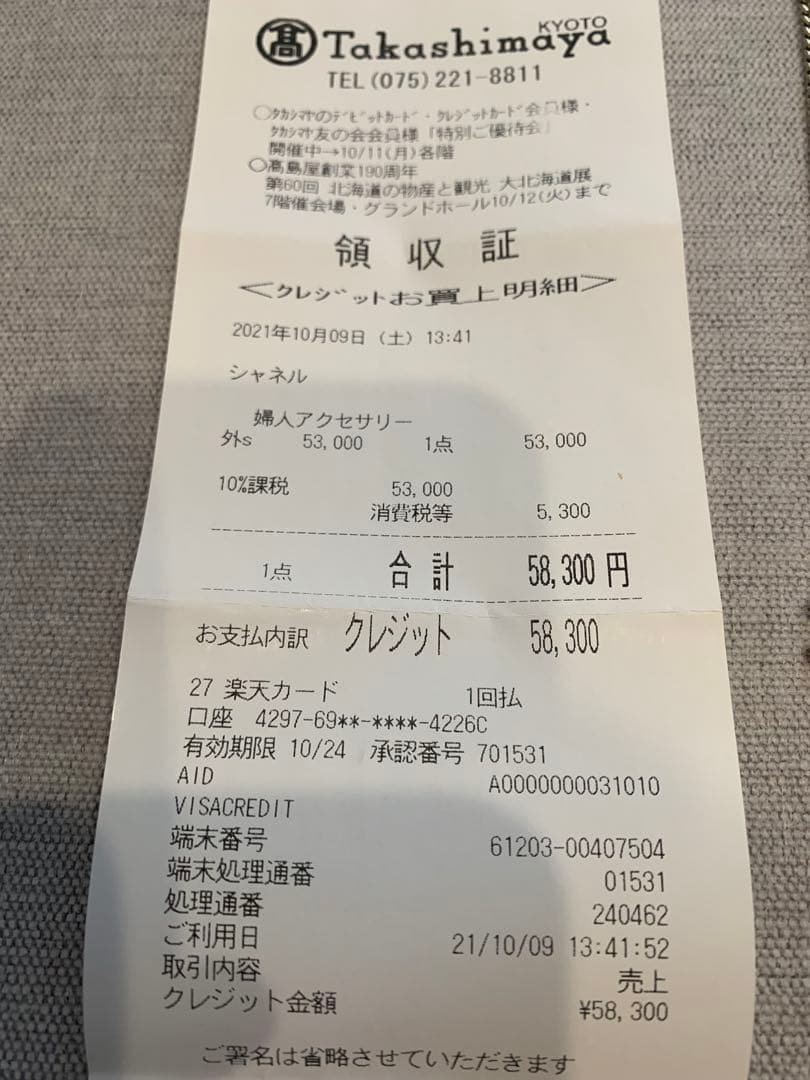 髙 Takashimaya KYOTO
TEL(075)221-8811
○タカシマヤのデビットカード・クレジットカード会員様・
タカシマヤ友の会会員様「特別ご優待会」
開催中→10/11(月)各階
○髙島屋創業190周年
第60回 北海道の物産と観光 大北海道展
7階催会場・グランドホール10/12(火)まで
領収証
＜クレジットお買上明細＞
2021年10月09日(土) 13:41
シャネル
婦人アクセサリー
外s 53,000 1点 53,000
10%課税 53,000
消費税等 5,300
1点 合計 58,300円
お支払内訳 クレジット 58,300
27 楽天カード 1回払
口座 4297-69**-****-4226C
有効期限 10/24 承認番号 701531
AID A0000000031010
VISACREDIT
端末番号 61203-00407504
端末処理通番 01531
処理通番 240462
ご利用日 21/10/09 13:41:52
取引内容 売上
クレジット金額 ¥58,300
ご署名は省略させていただきます